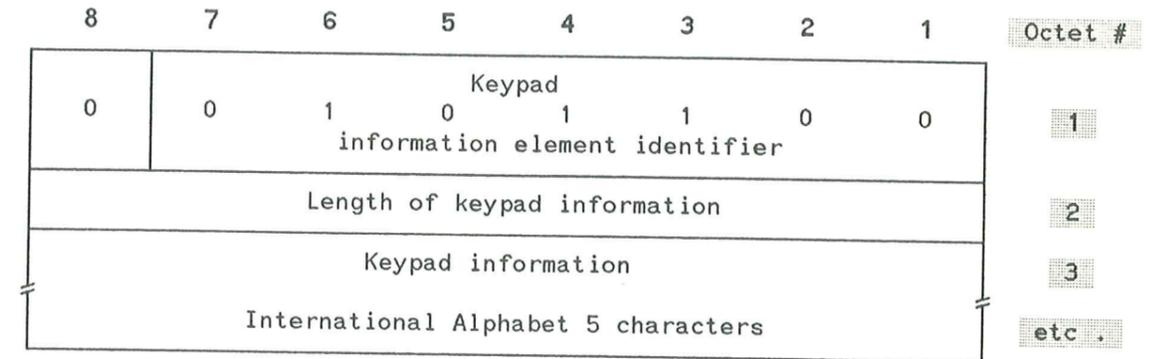 8 7 6 5 4 3 2 1 Octet #
Keypad
0 0 1 0 1 1 0 0 1
information element identifier
Length of keypad information 2
Keypad information 3
International Alphabet 5 characters etc .